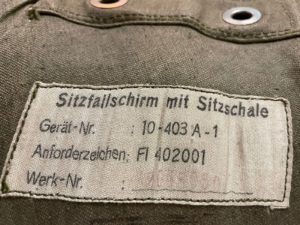 Sitzfallschirm mit Sitzschale
Gerät-Nr. : 10-403 A-1
Anforderzeichen: Fl 402001
Werk-Nr. :